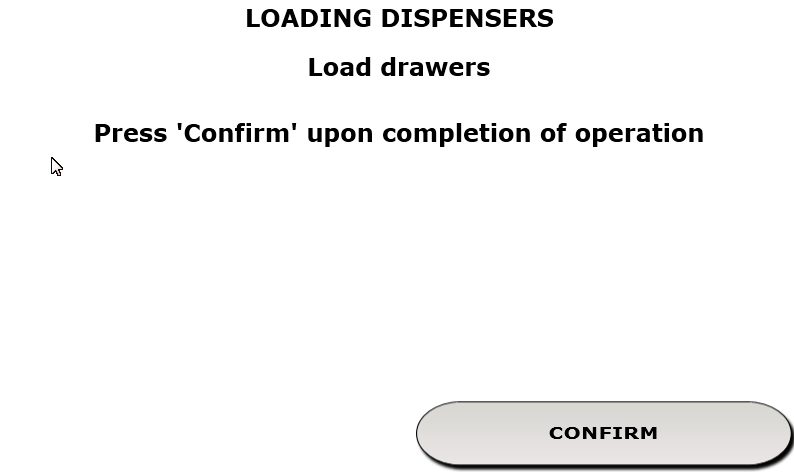 LOADING DISPENSERS
Load drawers
Press 'Confirm' upon completion of operation
CONFIRM